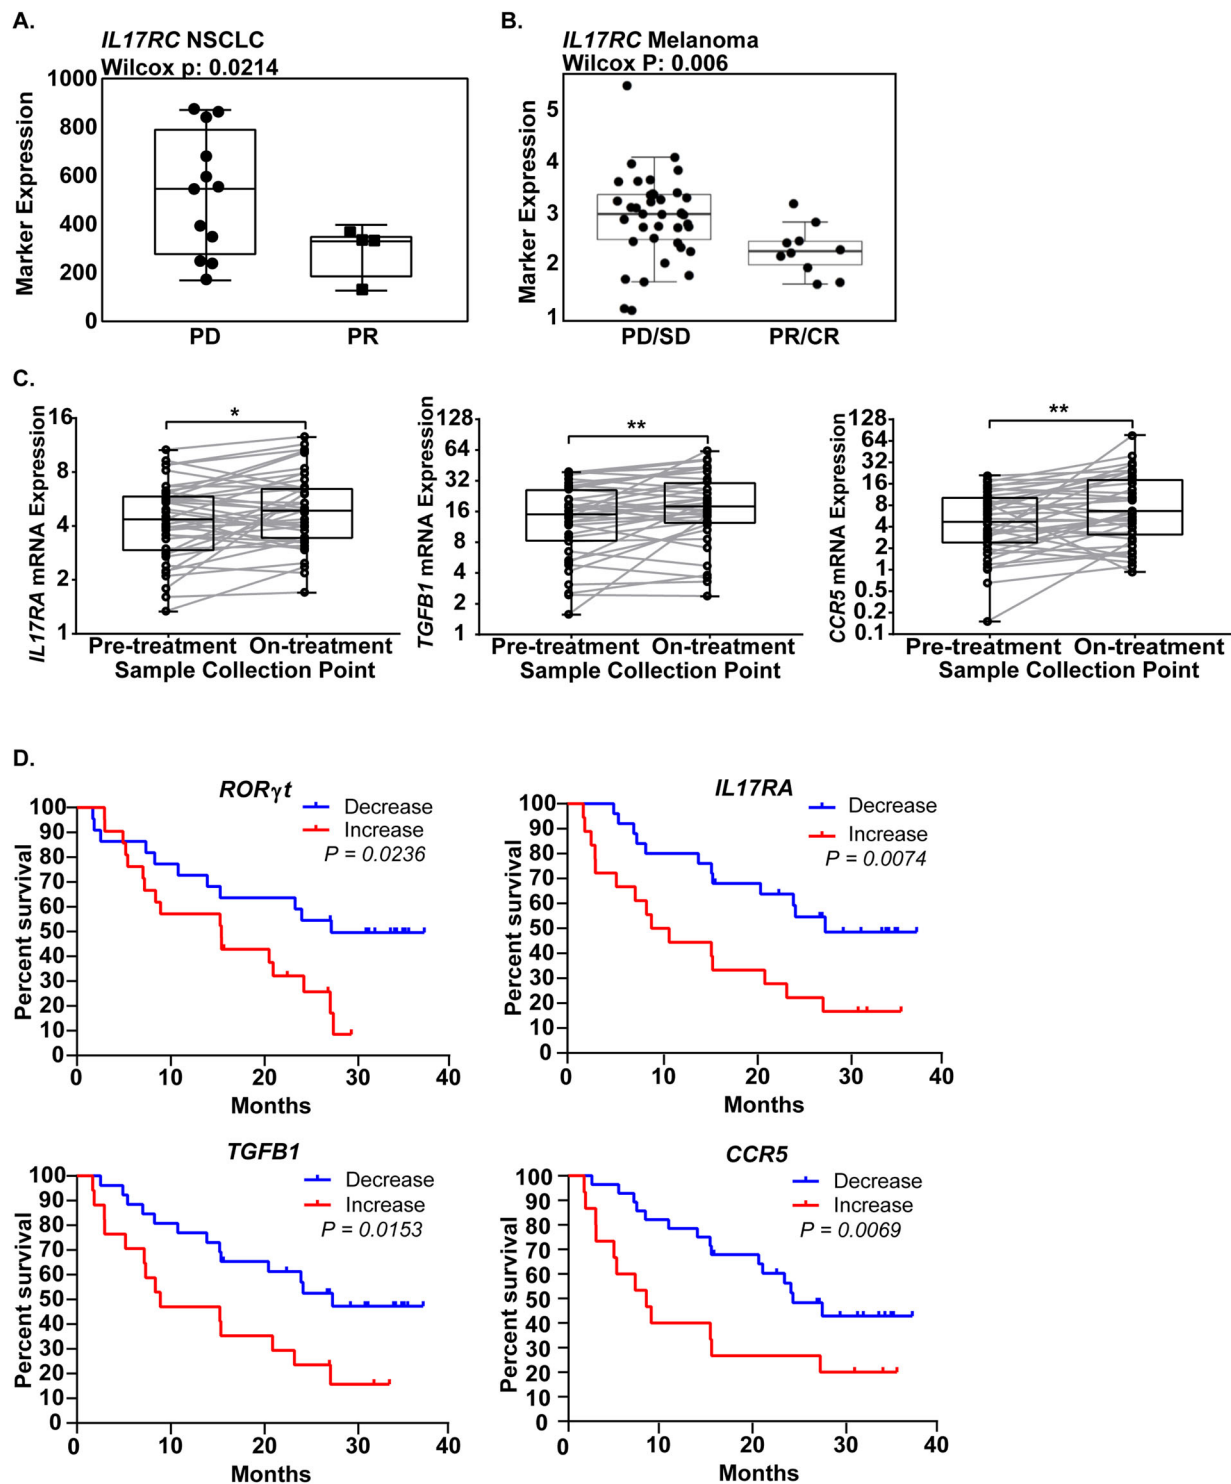 A.
IL17RC NSCLC
Wilcox p: 0.0214
Marker Expression
1000
800
600
400
200
0
PD PR
B.
IL17RC Melanoma
Wilcox P: 0.006
Marker Expression
5
4
3
2
1
PD/SD PR/CR
C.
IL17RA mRNA Expression
16
8
4
2
1
*
Pre-treatment On-treatment
Sample Collection Point
TGFB1 mRNA Expression
128
64
32
16
8
4
2
1
**
Pre-treatment On-treatment
Sample Collection Point
CCR5 mRNA Expression
128
64
32
16
8
4
2
1
0.5
0.2
0.1
**
Pre-treatment On-treatment
Sample Collection Point
D.
RORγt
Decrease
Increase
P = 0.0236
Percent survival
100
90
80
70
60
50
40
30
20
10
0
0 10 20 30 40
Months
IL17RA
Decrease
Increase
P = 0.0074
Percent survival
100
90
80
70
60
50
40
30
20
10
0
0 10 20 30 40
Months
TGFB1
Decrease
Increase
P = 0.0153
Percent survival
100
90
80
70
60
50
40
30
20
10
0
0 10 20 30 40
Months
CCR5
Decrease
Increase
P = 0.0069
Percent survival
100
90
80
70
60
50
40
30
20
10
0
0 10 20 30 40
Months